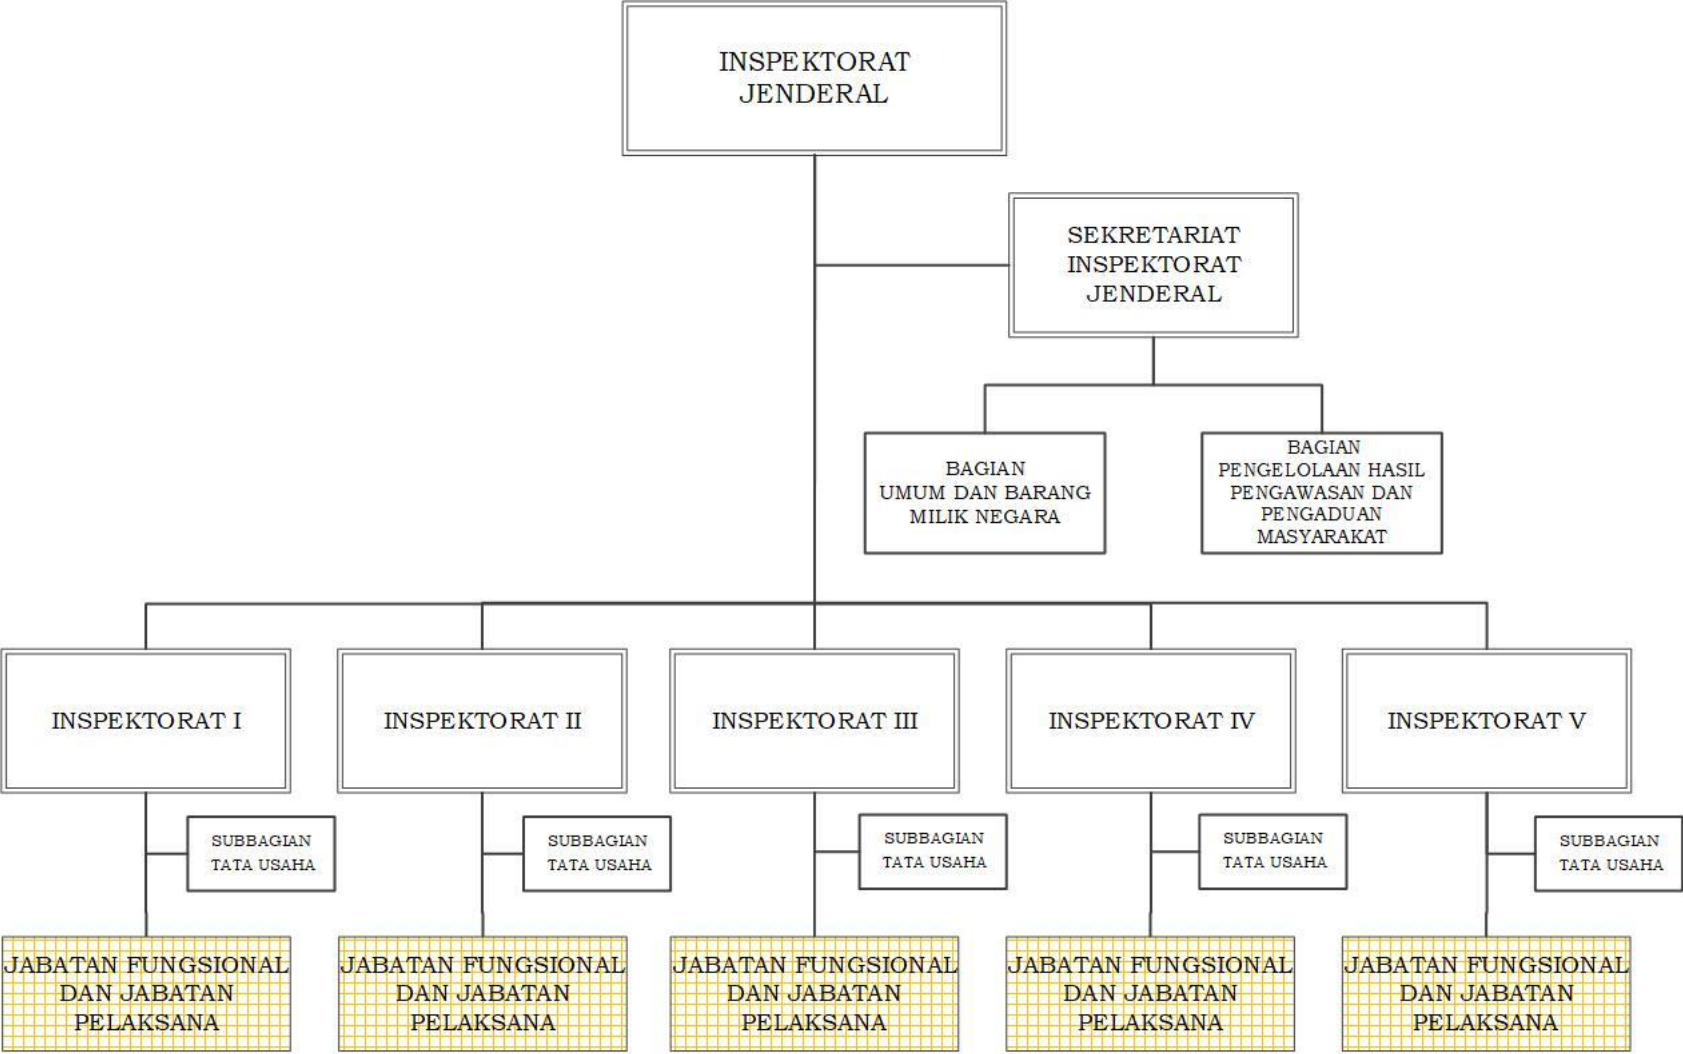 INSPEKTORAT
JENDERAL
SEKRETARIAT
INSPEKTORAT
JENDERAL
BAGIAN
UMUM DAN BARANG
MILIK NEGARA
BAGIAN
PENGELOLAAN HASIL
PENGAWASAN DAN
PENGADUAN
MASYARAKAT
INSPEKTORAT I
INSPEKTORAT II
INSPEKTORAT III
INSPEKTORAT IV
INSPEKTORAT V
SUBBAGIAN
TATA USAHA
SUBBAGIAN
TATA USAHA
SUBBAGIAN
TATA USAHA
SUBBAGIAN
TATA USAHA
SUBBAGIAN
TATA USAHA
JABATAN FUNGSIONAL
DAN JABATAN
PELAKSANA
JABATAN FUNGSIONAL
DAN JABATAN
PELAKSANA
JABATAN FUNGSIONAL
DAN JABATAN
PELAKSANA
JABATAN FUNGSIONAL
DAN JABATAN
PELAKSANA
JABATAN FUNGSIONAL
DAN JABATAN
PELAKSANA